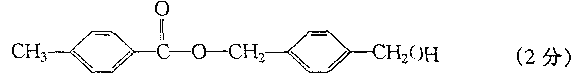 O
CH₃ C—O—CH₂ CH₂OH (2分)